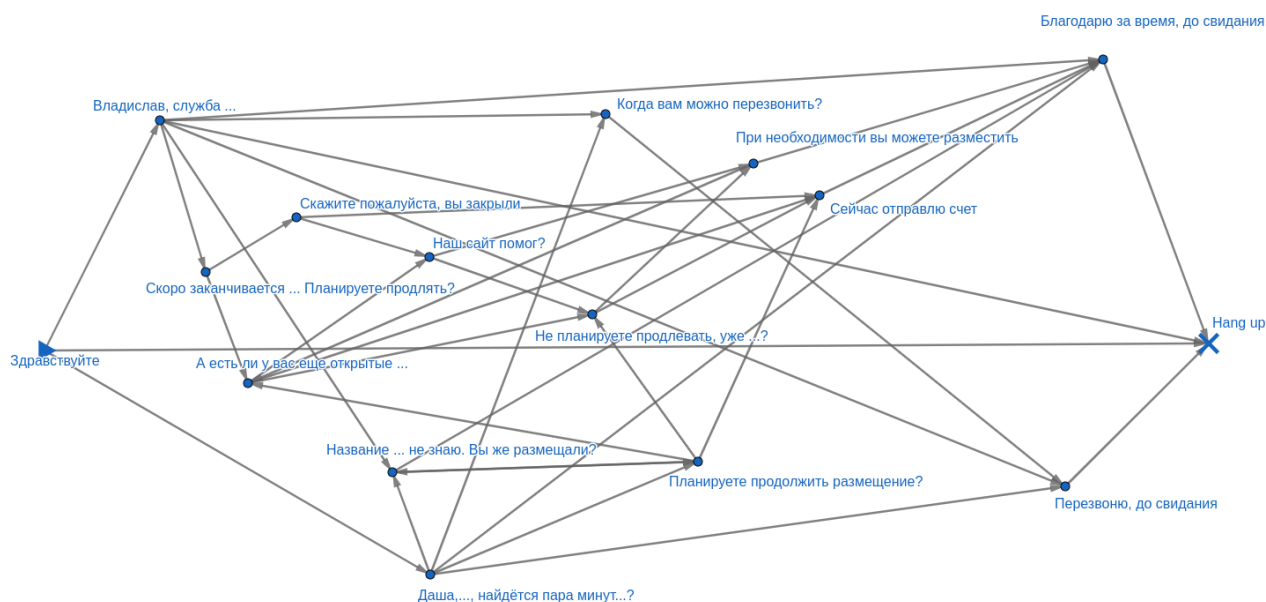 Благодарю за время, до свидания
Владислав, служба ...
Когда вам можно перезвонить?
При необходимости вы можете разместить
Скажите пожалуйста, вы закрыли
Сейчас отправлю счет
Наш сайт помог?
Скоро заканчивается ... Планируете продлять?
Hang up
Не планируете продлевать, уже ...?
Здравствуйте
А есть ли у вас еще открытые ...
Название ... не знаю. Вы же размещали?
Планируете продолжить размещение?
Перезвоню, до свидания
Даша,..., найдётся пара минут...?